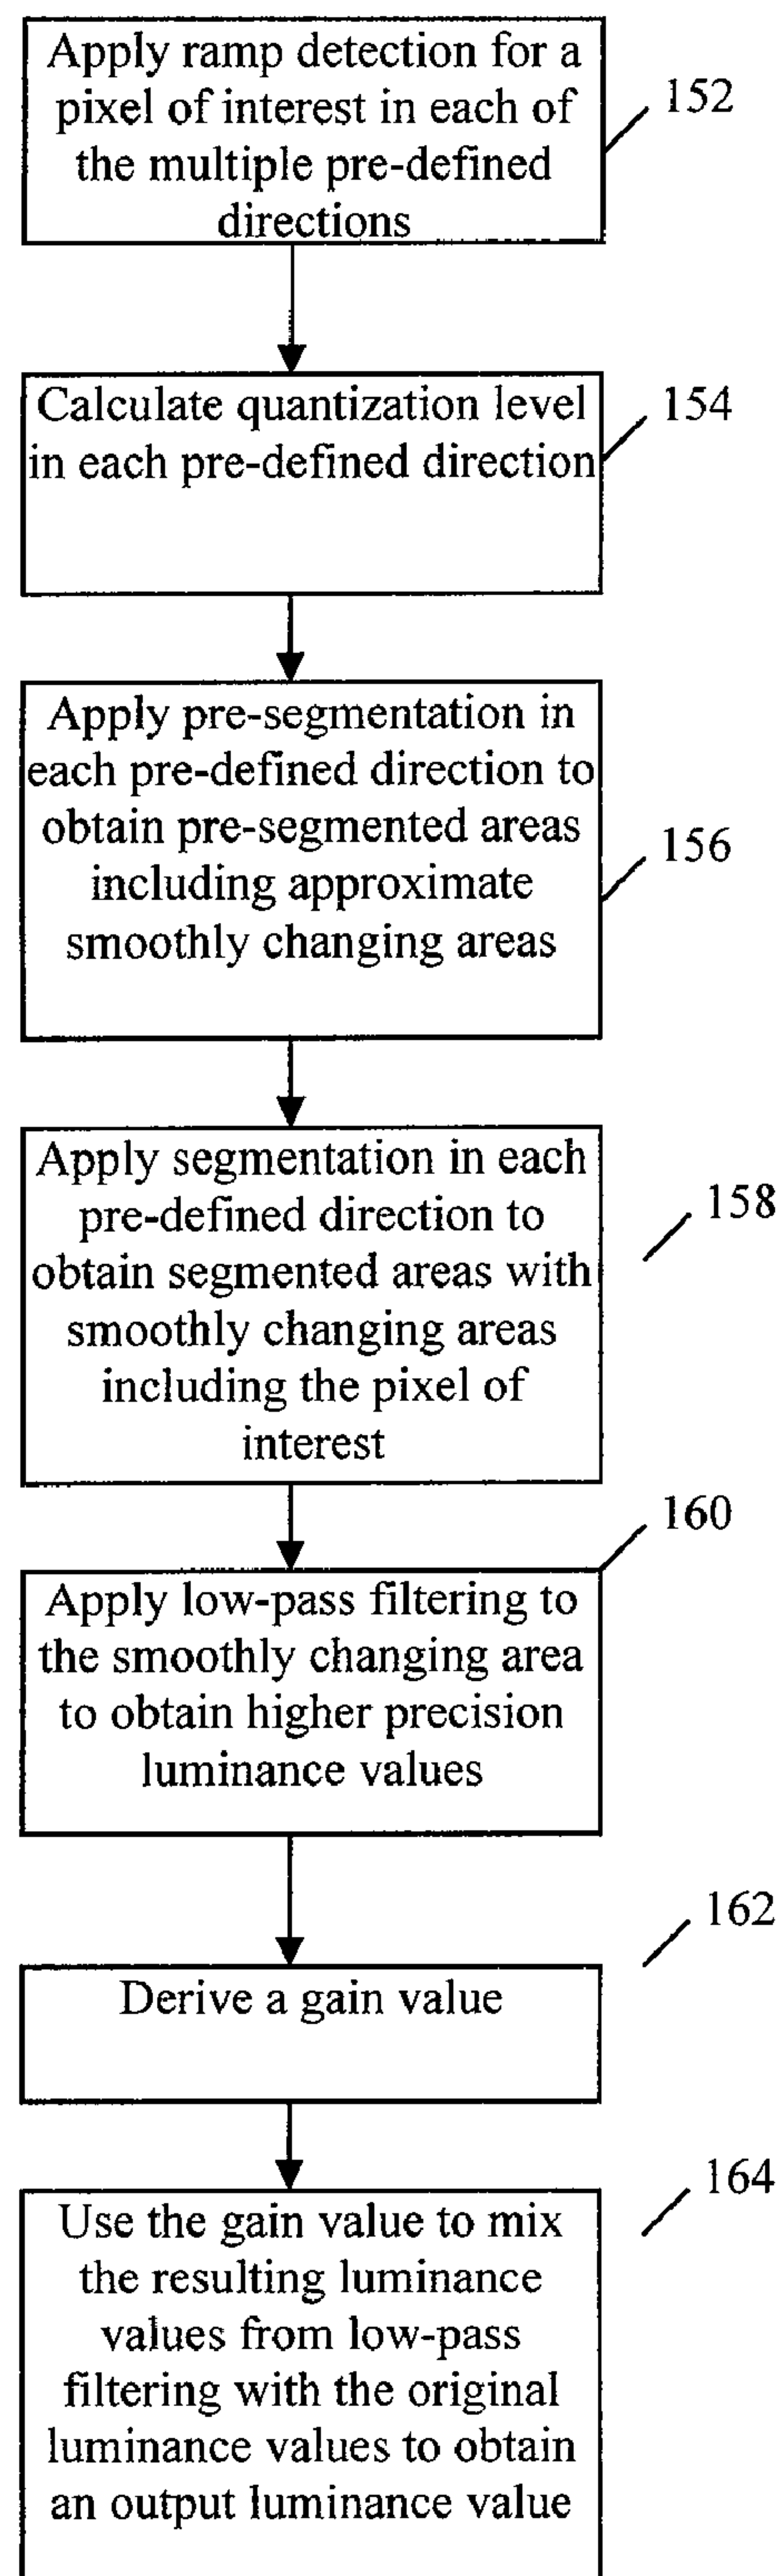 Apply ramp detection for a
pixel of interest in each of
the multiple pre-defined
directions
152
Calculate quantization level
in each pre-defined direction
154
Apply pre-segmentation in
each pre-defined direction to
obtain pre-segmented areas
including approximate
smoothly changing areas
156
Apply segmentation in each
pre-defined direction to
obtain segmented areas with
smoothly changing areas
including the pixel of
interest
158
160
Apply low-pass filtering to
the smoothly changing area
to obtain higher precision
luminance values
162
Derive a gain value
164
Use the gain value to mix
the resulting luminance
values from low-pass
filtering with the original
luminance values to obtain
an output luminance value